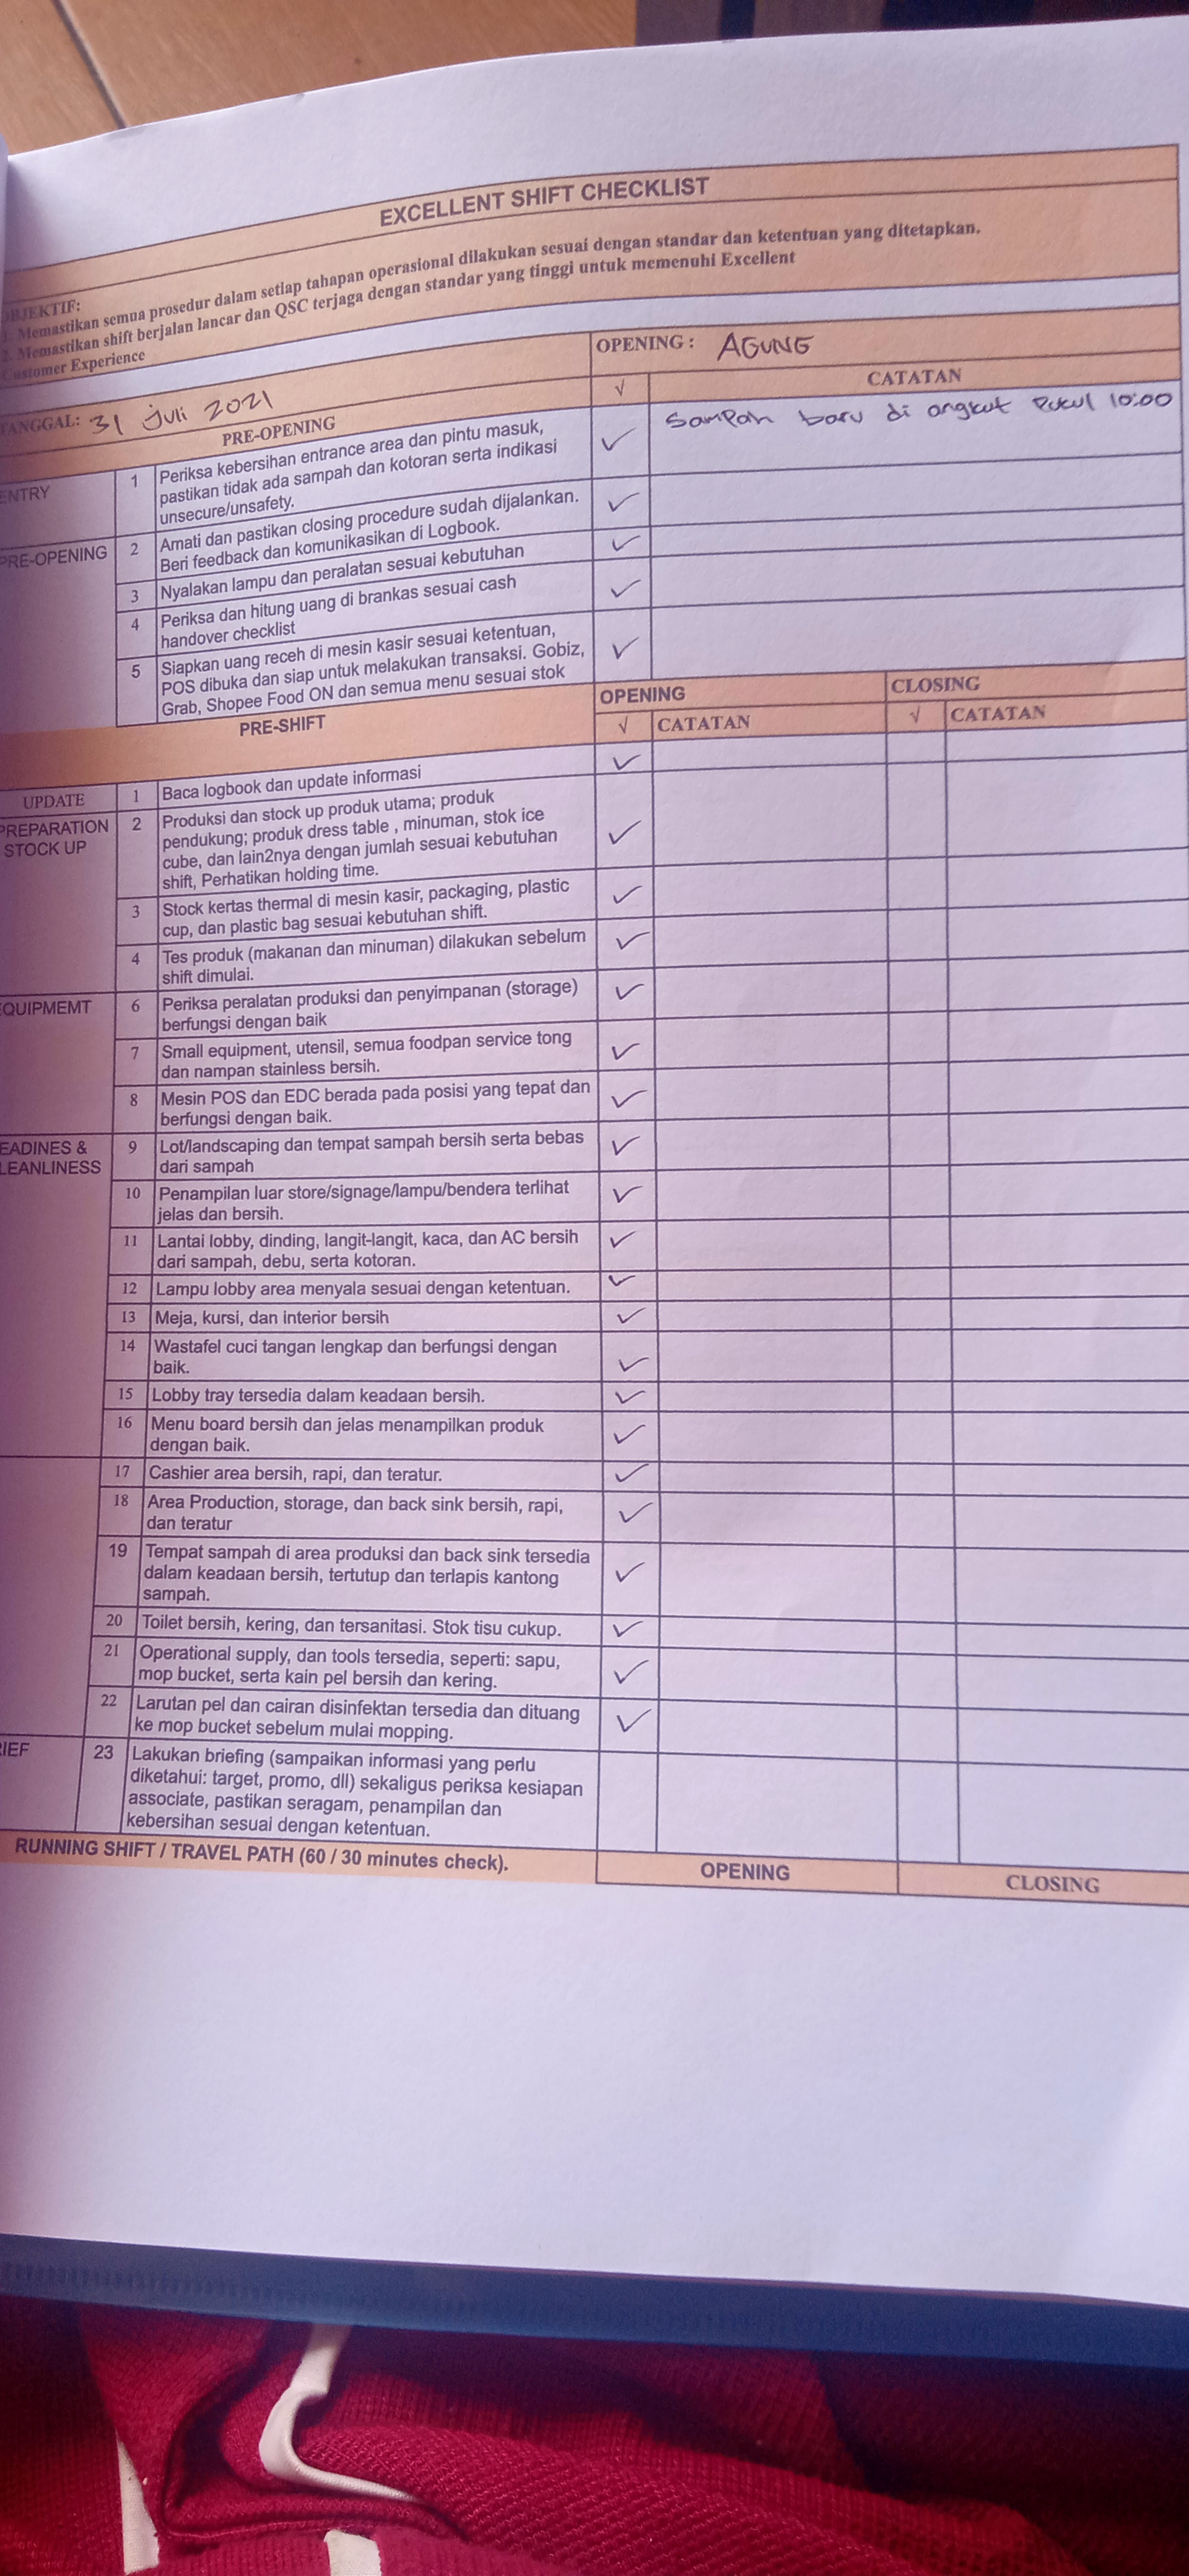 EXCELLENT SHIFT CHECKLIST
OBJEKTIF:
1. Memastikan semua prosedur dalam setiap tahapan operasional dilakukan sesuai dengan standar dan ketentuan yang ditetapkan.
2. Memastikan shift berjalan lancar dan QSC terjaga dengan standar yang tinggi untuk memenuhi Excellent
Customer Experience
TANGGAL: 31 Juli 2021
OPENING : AGUNG
PRE-OPENING
√ CATATAN
ENTRY
1 Periksa kebersihan entrance area dan pintu masuk,
pastikan tidak ada sampah dan kotoran serta indikasi
unsecure/unsafety.
✓ Sampah baru di angkut Pukul 10:00
PRE-OPENING
2 Amati dan pastikan closing procedure sudah dijalankan.
Beri feedback dan komunikasikan di Logbook.
✓
3 Nyalakan lampu dan peralatan sesuai kebutuhan ✓
4 Periksa dan hitung uang di brankas sesuai cash
handover checklist
✓
5 Siapkan uang receh di mesin kasir sesuai ketentuan,
POS dibuka dan siap untuk melakukan transaksi. Gobiz,
Grab, Shopee Food ON dan semua menu sesuai stok
✓
PRE-SHIFT
OPENING CLOSING
√ CATATAN √ CATATAN
UPDATE 1 Baca logbook dan update informasi ✓
PREPARATION
STOCK UP
2 Produksi dan stock up produk utama; produk
pendukung; produk dress table , minuman, stok ice
cube, dan lain2nya dengan jumlah sesuai kebutuhan
shift, Perhatikan holding time.
✓
3 Stock kertas thermal di mesin kasir, packaging, plastic
cup, dan plastic bag sesuai kebutuhan shift.
✓
4 Tes produk (makanan dan minuman) dilakukan sebelum
shift dimulai.
✓
EQUIPMEMT
6 Periksa peralatan produksi dan penyimpanan (storage)
berfungsi dengan baik
✓
7 Small equipment, utensil, semua foodpan service tong
dan nampan stainless bersih.
✓
8 Mesin POS dan EDC berada pada posisi yang tepat dan
berfungsi dengan baik.
✓
EADINES &
LEANLINESS
9 Lot/landscaping dan tempat sampah bersih serta bebas
dari sampah
✓
10 Penampilan luar store/signage/lampu/bendera terlihat
jelas dan bersih.
✓
11 Lantai lobby, dinding, langit-langit, kaca, dan AC bersih
dari sampah, debu, serta kotoran.
✓
12 Lampu lobby area menyala sesuai dengan ketentuan. ✓
13 Meja, kursi, dan interior bersih ✓
14 Wastafel cuci tangan lengkap dan berfungsi dengan
baik.
✓
15 Lobby tray tersedia dalam keadaan bersih. ✓
16 Menu board bersih dan jelas menampilkan produk
dengan baik.
✓
17 Cashier area bersih, rapi, dan teratur. ✓
18 Area Production, storage, dan back sink bersih, rapi,
dan teratur
✓
19 Tempat sampah di area produksi dan back sink tersedia
dalam keadaan bersih, tertutup dan terlapis kantong
sampah.
✓
20 Toilet bersih, kering, dan tersanitasi. Stok tisu cukup. ✓
21 Operational supply, dan tools tersedia, seperti: sapu,
mop bucket, serta kain pel bersih dan kering.
✓
22 Larutan pel dan cairan disinfektan tersedia dan dituang
ke mop bucket sebelum mulai mopping.
✓
RIEF
23 Lakukan briefing (sampaikan informasi yang perlu
diketahui: target, promo, dll) sekaligus periksa kesiapan
associate, pastikan seragam, penampilan dan
kebersihan sesuai dengan ketentuan.
RUNNING SHIFT / TRAVEL PATH (60 / 30 minutes check).
OPENING CLOSING